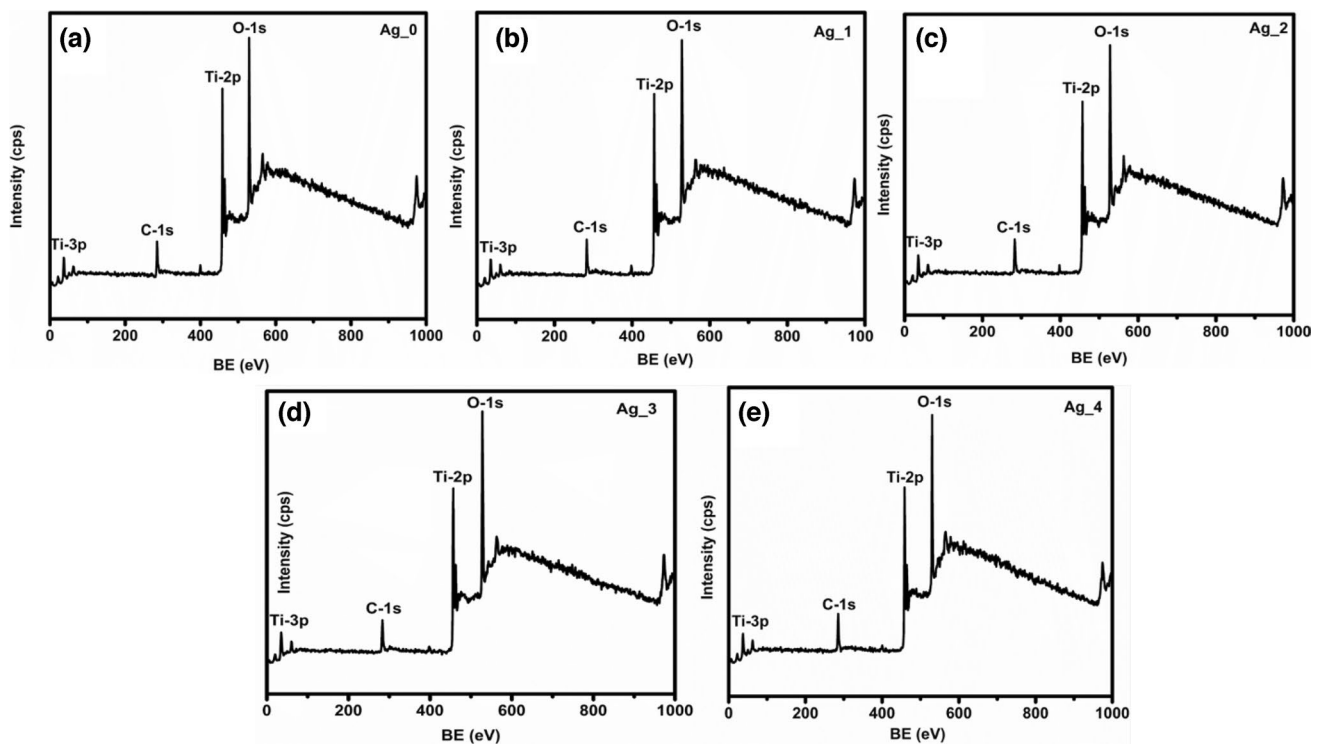 (a)
Ag_0
O-1s
Ti-2p
C-1s
Ti-3p
Intensity (cps)
0 200 400 600 800 1000
BE (eV)
(b)
Ag_1
O-1s
Ti-2p
C-1s
Ti-3p
Intensity (cps)
0 200 400 600 800 100
BE (eV)
(c)
Ag_2
O-1s
Ti-2p
C-1s
Ti-3p
Intensity (cps)
0 200 400 600 800 1000
BE (eV)
(d)
Ag_3
O-1s
Ti-2p
C-1s
Ti-3p
Intensity (cps)
0 200 400 600 800 1000
BE (eV)
(e)
Ag_4
O-1s
Ti-2p
C-1s
Ti-3p
Intensity (cps)
0 200 400 600 800 1000
BE (eV)